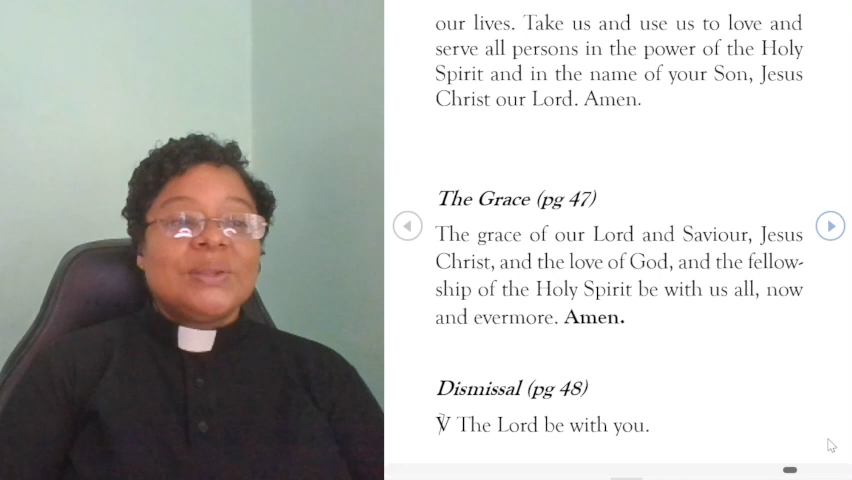 our lives. Take us and use us to love and
serve all persons in the power of the Holy
Spirit and in the name of your Son, Jesus
Christ our Lord. Amen.
The Grace (pg 47)
The grace of our Lord and Saviour, Jesus
Christ, and the love of God, and the fellow-
ship of the Holy Spirit be with us all, now
and evermore. Amen.
Dismissal (pg 48)
℣ The Lord be with you.